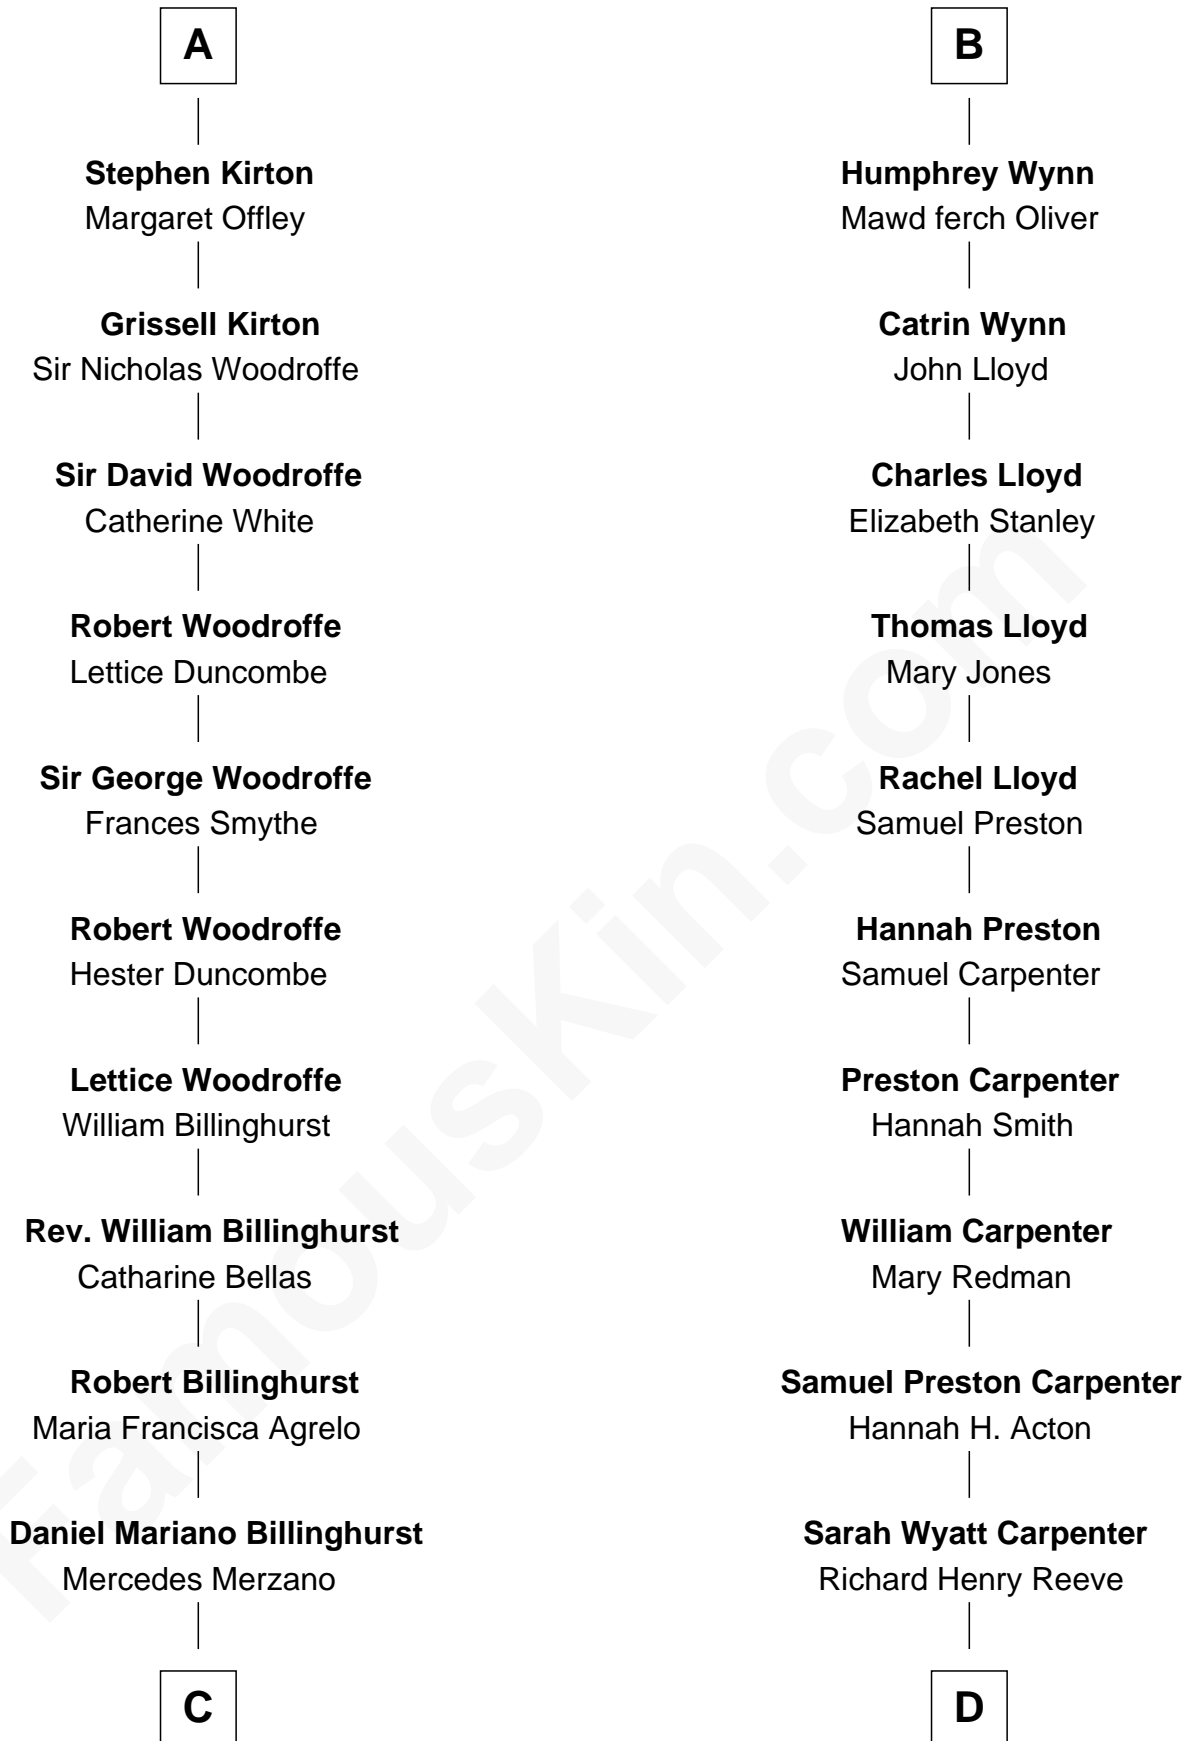 A
Stephen Kirton
Margaret Offley
Grissell Kirton
Sir Nicholas Woodroffe
Sir David Woodroffe
Catherine White
Robert Woodroffe
Lettice Duncombe
Sir George Woodroffe
Frances Smythe
Robert Woodroffe
Hester Duncombe
Lettice Woodroffe
William Billinghurst
Rev. William Billinghurst
Catharine Bellas
Robert Billinghurst
Maria Francisca Agrelo
Daniel Mariano Billinghurst
Mercedes Merzano
C
B
Humphrey Wynn
Mawd ferch Oliver
Catrin Wynn
John Lloyd
Charles Lloyd
Elizabeth Stanley
Thomas Lloyd
Mary Jones
Rachel Lloyd
Samuel Preston
Hannah Preston
Samuel Carpenter
Preston Carpenter
Hannah Smith
William Carpenter
Mary Redman
Samuel Preston Carpenter
Hannah H. Acton
Sarah Wyatt Carpenter
Richard Henry Reeve
D
FamousKin.com